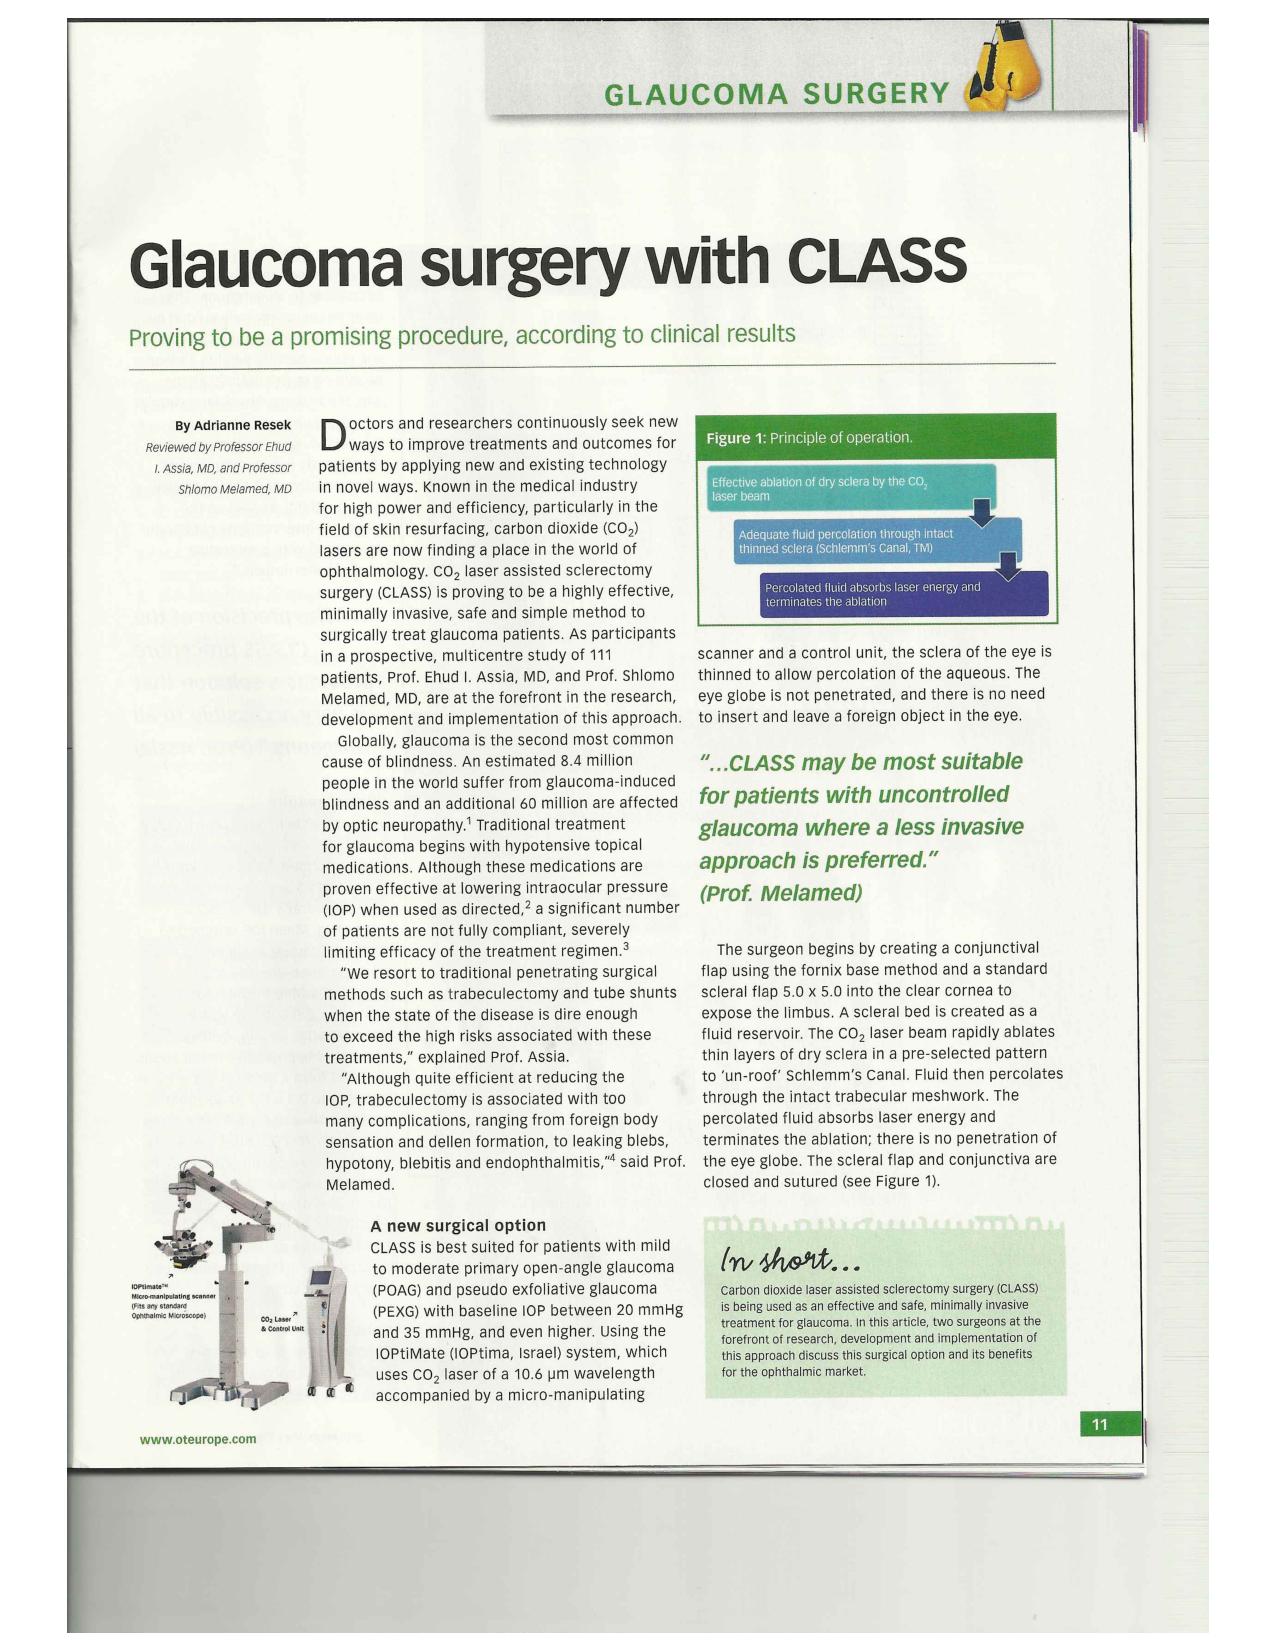 GLAUCOMA SURGERY
Glaucoma surgery with CLASS
Proving to be a promising procedure, according to clinical results
By Adrianne Resek
Reviewed by Professor Ehud
I. Assia, MD, and Professor
Shlomo Melamed, MD
Doctors and researchers continuously seek new
ways to improve treatments and outcomes for
patients by applying new and existing technology
in novel ways. Known in the medical industry
for high power and efficiency, particularly in the
field of skin resurfacing, carbon dioxide (CO₂)
lasers are now finding a place in the world of
ophthalmology. CO₂ laser assisted sclerectomy
surgery (CLASS) is proving to be a highly effective,
minimally invasive, safe and simple method to
surgically treat glaucoma patients. As participants
in a prospective, multicentre study of 111
patients, Prof. Ehud I. Assia, MD, and Prof. Shlomo
Melamed, MD, are at the forefront in the research,
development and implementation of this approach.
Globally, glaucoma is the second most common
cause of blindness. An estimated 8.4 million
people in the world suffer from glaucoma-induced
blindness and an additional 60 million are affected
by optic neuropathy.¹ Traditional treatment
for glaucoma begins with hypotensive topical
medications. Although these medications are
proven effective at lowering intraocular pressure
(IOP) when used as directed,² a significant number
of patients are not fully compliant, severely
limiting efficacy of the treatment regimen.³
"We resort to traditional penetrating surgical
methods such as trabeculectomy and tube shunts
when the state of the disease is dire enough
to exceed the high risks associated with these
treatments," explained Prof. Assia.
"Although quite efficient at reducing the
IOP, trabeculectomy is associated with too
many complications, ranging from foreign body
sensation and dellen formation, to leaking blebs,
hypotony, blebitis and endophthalmitis,"⁴ said Prof.
Melamed.
A new surgical option
CLASS is best suited for patients with mild
to moderate primary open-angle glaucoma
(POAG) and pseudo exfoliative glaucoma
(PEXG) with baseline IOP between 20 mmHg
and 35 mmHg, and even higher. Using the
IOPtiMate (IOPtima, Israel) system, which
uses CO₂ laser of a 10.6 µm wavelength
accompanied by a micro-manipulating
IOPtimate™
Micro-manipulating scanner
(Fits any standard
Ophthalmic Microscope)
CO₂ Laser
& Control Unit
Figure 1: Principle of operation.
Effective ablation of dry sclera by the CO₂
laser beam
Adequate fluid percolation through intact
thinned sclera (Schlemm's Canal, TM)
Percolated fluid absorbs laser energy and
terminates the ablation
scanner and a control unit, the sclera of the eye is
thinned to allow percolation of the aqueous. The
eye globe is not penetrated, and there is no need
to insert and leave a foreign object in the eye.
"...CLASS may be most suitable
for patients with uncontrolled
glaucoma where a less invasive
approach is preferred."
(Prof. Melamed)
The surgeon begins by creating a conjunctival
flap using the fornix base method and a standard
scleral flap 5.0 x 5.0 into the clear cornea to
expose the limbus. A scleral bed is created as a
fluid reservoir. The CO₂ laser beam rapidly ablates
thin layers of dry sclera in a pre-selected pattern
to 'un-roof' Schlemm's Canal. Fluid then percolates
through the intact trabecular meshwork. The
percolated fluid absorbs laser energy and
terminates the ablation; there is no penetration of
the eye globe. The scleral flap and conjunctiva are
closed and sutured (see Figure 1).
In short...
Carbon dioxide laser assisted sclerectomy surgery (CLASS)
is being used as an effective and safe, minimally invasive
treatment for glaucoma. In this article, two surgeons at the
forefront of research, development and implementation of
this approach discuss this surgical option and its benefits
for the ophthalmic market.
www.oteurope.com
11